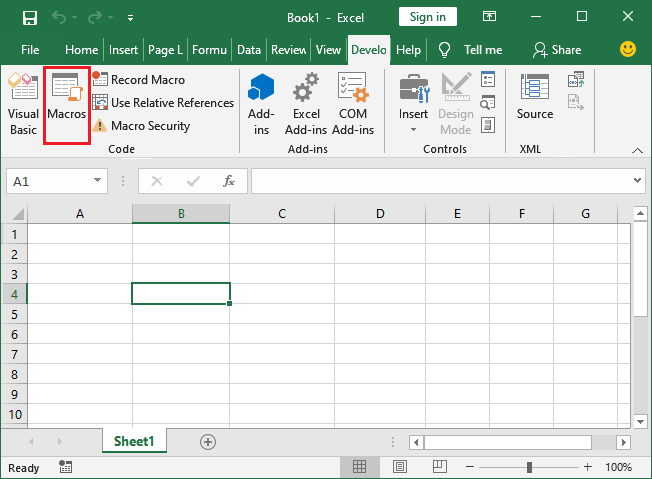 Book1 - Excel
Sign in
File Home Insert Page L Formu Data Review View Develo Help Tell me Share
Visual Basic
Macros
Record Macro
Use Relative References
Macro Security
Code
Add-ins
Excel Add-ins
COM Add-ins
Add-ins
Insert
Design Mode
Controls
Source
XML
A1
fx
A B C D E F G
1
2
3
4
5
6
7
8
9
10
Sheet1
Ready
100%